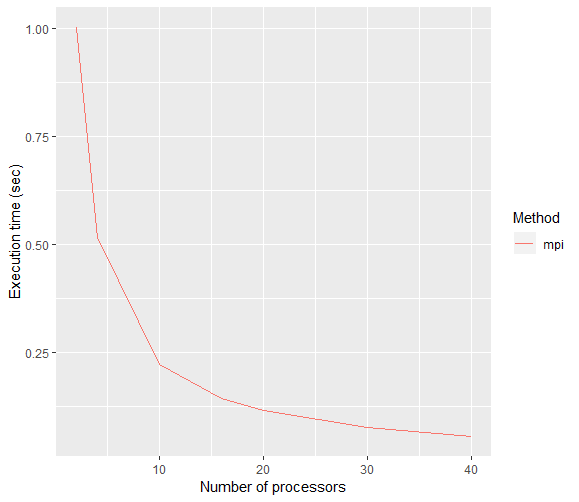 1.00
0.75
0.50
0.25
Execution time (sec)
10 20 30 40
Number of processors
Method
mpi